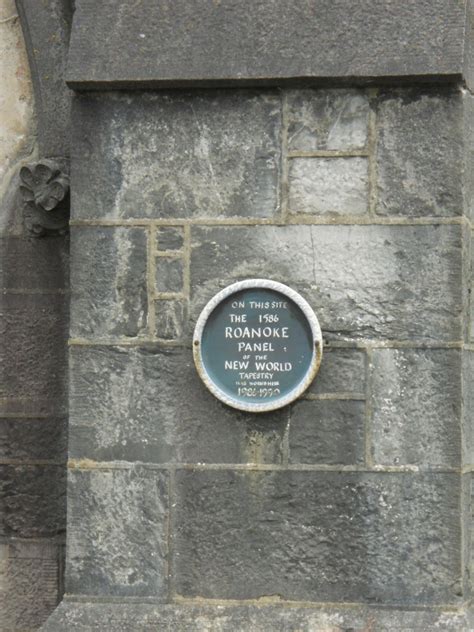 ON THIS SITE
THE 1586
ROANOKE
PANEL
OF THE
NEW WORLD
TAPESTRY
WAS WORKED
1986-1990